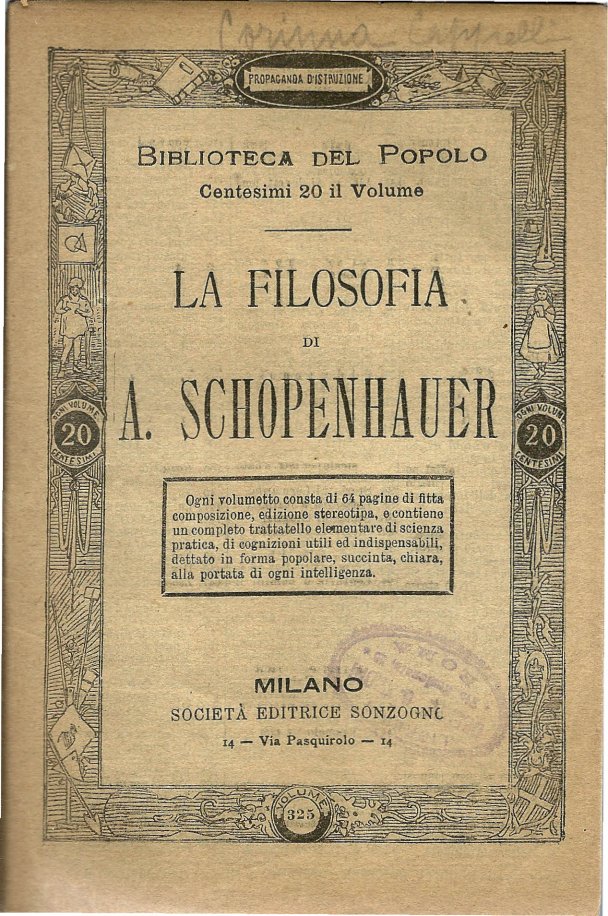 Corinna Cappelli
PROPAGANDA D'ISTRUZIONE
BIBLIOTECA DEL POPOLO
Centesimi 20 il Volume
LA FILOSOFIA
DI
A. SCHOPENHAUER
OGNI VOLUME
20
CENTESIMI
OGNI VOLUME
20
CENTESIMI
Ogni volumetto consta di 64 pagine di fitta
composizione, edizione stereotipa, e contiene
un completo trattatello elementare di scienza
pratica, di cognizioni utili ed indispensabili,
dettato in forma popolare, succinta, chiara,
alla portata di ogni intelligenza.
MILANO
SOCIETÀ EDITRICE SONZOGNO
14 — Via Pasquirolo — 14
ROMA
VOLUME
325